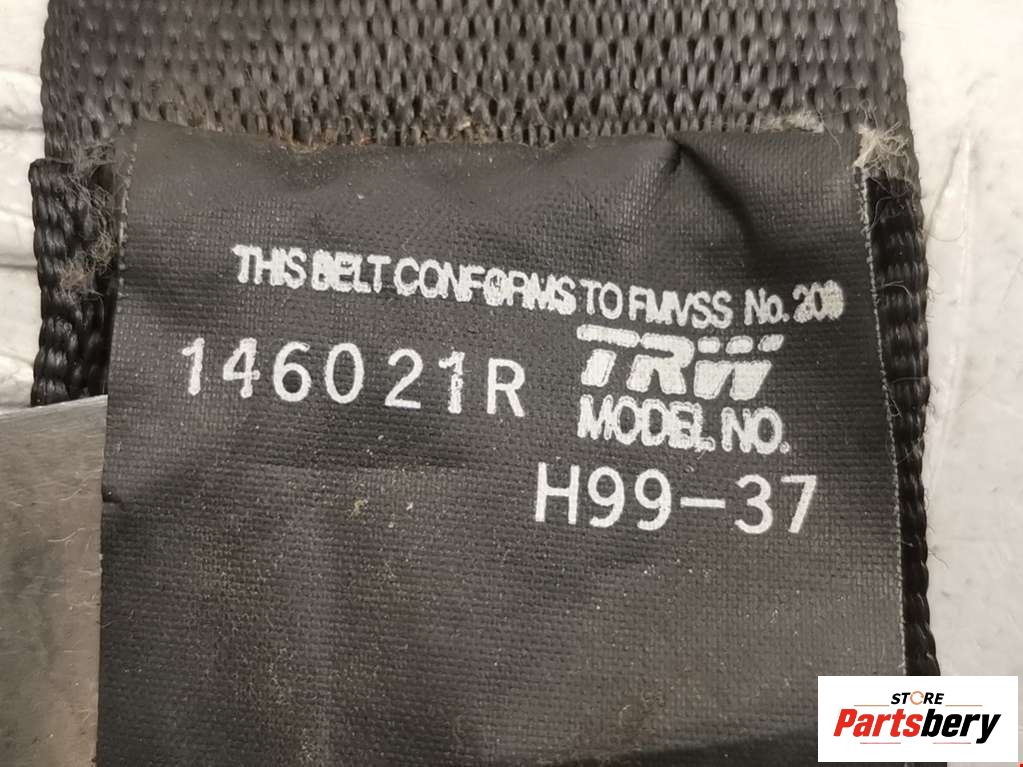 THIS BELT CONFORMS TO FMVSS No. 209
146021R
TRW
MODEL NO.
H99-37
STORE
Partsbery